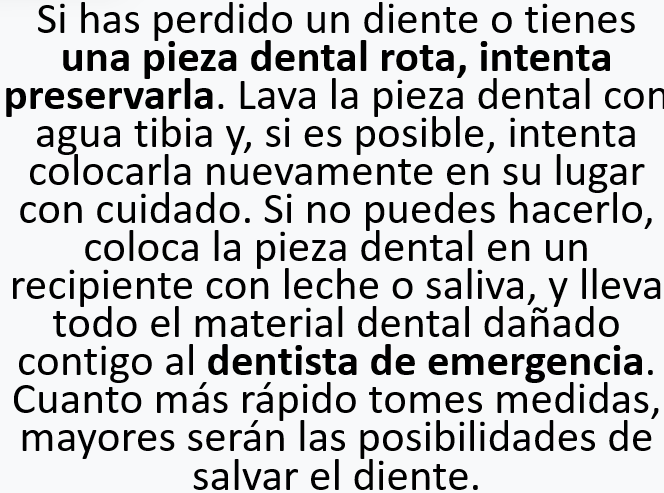 Si has perdido un diente o tienes
una pieza dental rota, intenta
preservarla. Lava la pieza dental con
agua tibia y, si es posible, intenta
colocarla nuevamente en su lugar
con cuidado. Si no puedes hacerlo,
coloca la pieza dental en un
recipiente con leche o saliva, y lleva
todo el material dental dañado
contigo al dentista de emergencia.
Cuanto más rápido tomes medidas,
mayores serán las posibilidades de
salvar el diente.